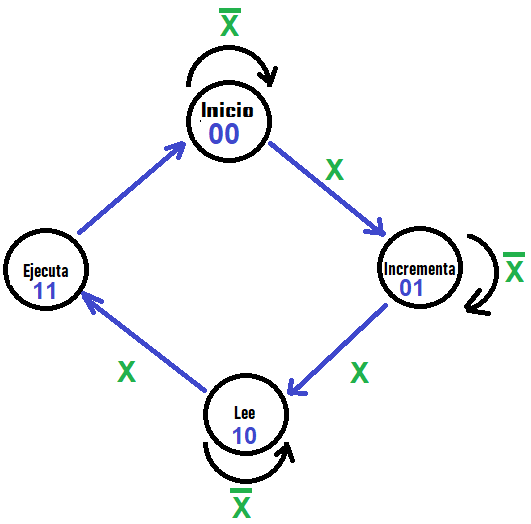 X̅
Inicio
00
X
Ejecuta
11
Incrementa
01
X̅
X
X
Lee
10
X̅